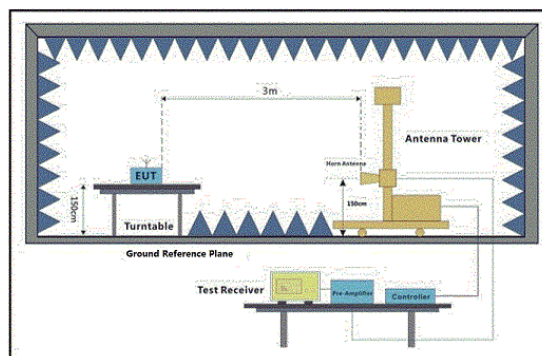 3m
Antenna Tower
Horn Antenna
EUT
150cm
150cm
Turntable
Ground Reference Plane
Test Receiver
Pre-Amplifier
Controller